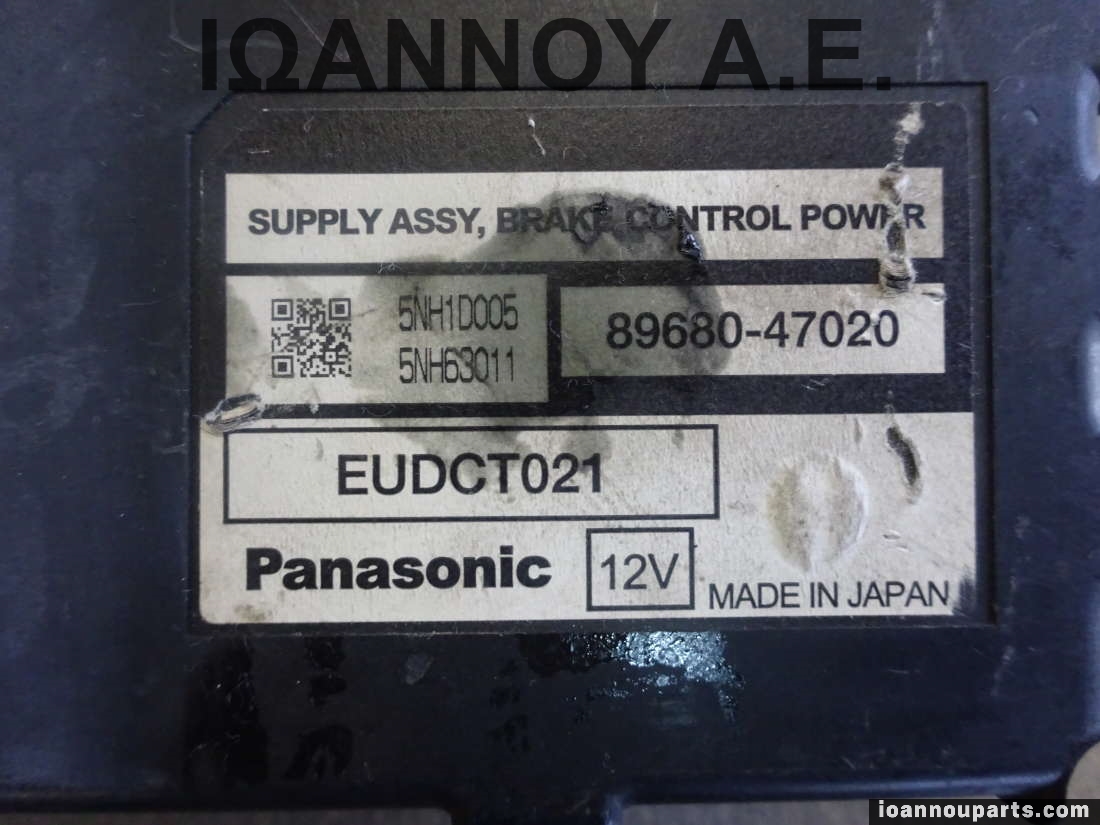 ΙΩΑΝΝΟΥ Α.Ε.
SUPPLY ASSY, BRAKE CONTROL POWER
5NH1D005
5NH63011
89680-47020
EUDCT021
Panasonic
12V
MADE IN JAPAN
ioannouparts.com